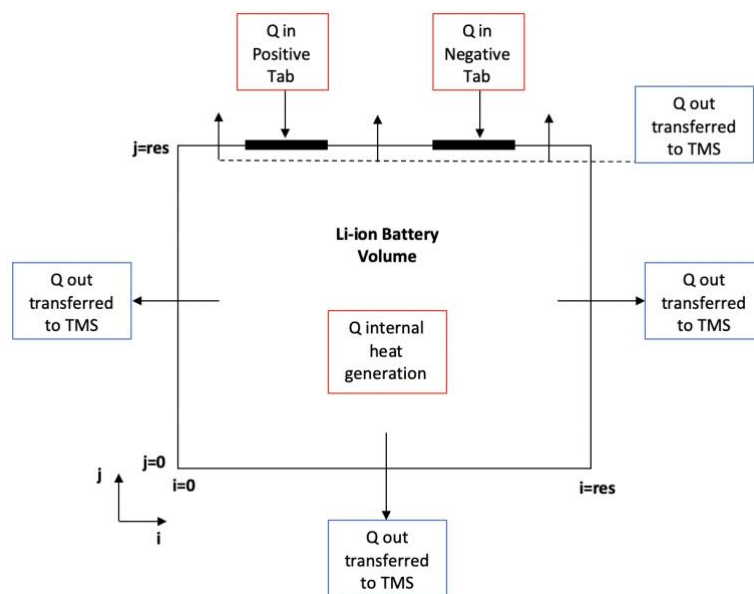 Q in
Positive
Tab
Q in
Negative
Tab
Q out
transferred
to TMS
j=res
Li-ion Battery
Volume
Q out
transferred
to TMS
Q out
transferred
to TMS
Q internal
heat
generation
j=0
i=0
i=res
j
i
Q out
transferred
to TMS